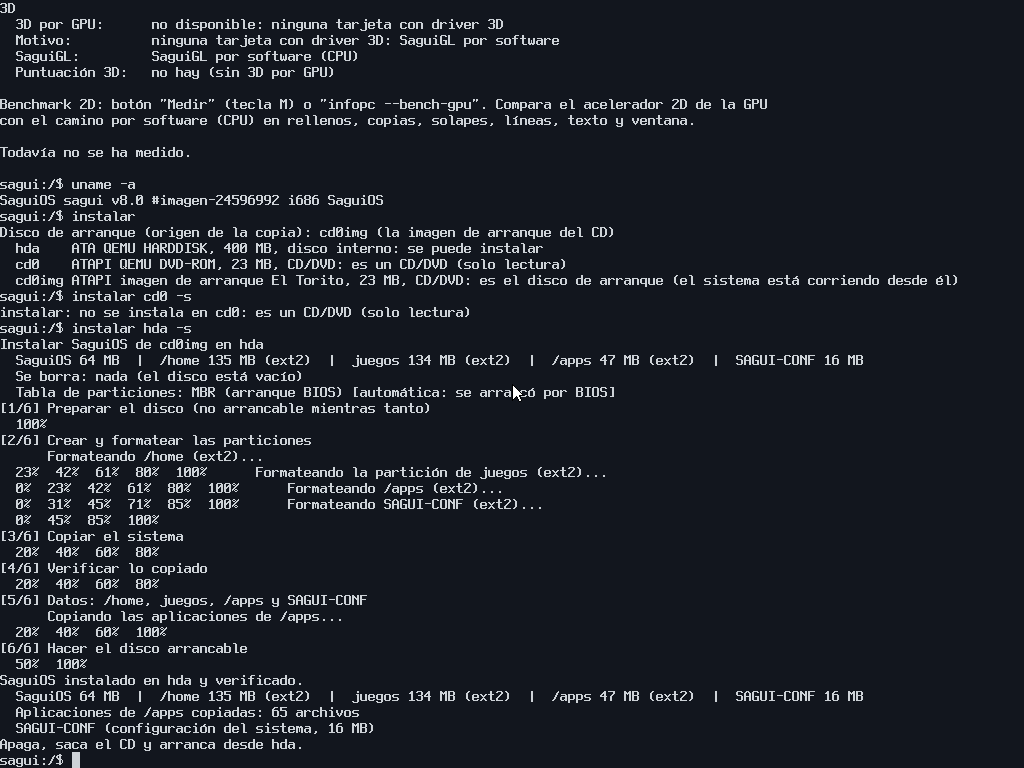 3D
  3D por GPU:      no disponible: ninguna tarjeta con driver 3D
  Motivo:          ninguna tarjeta con driver 3D: SaguiGL por software
  SaguiGL:         SaguiGL por software (CPU)
  Puntuación 3D:   no hay (sin 3D por GPU)

Benchmark 2D: botón "Medir" (tecla M) o "infopc --bench-gpu". Compara el acelerador 2D de la GPU
con el camino por software (CPU) en rellenos, copias, solapes, líneas, texto y ventana.

Todavía no se ha medido.

sagui:/$ uname -a
SaguiOS sagui v8.0 #imagen-24596992 i686 SaguiOS
sagui:/$ instalar
Disco de arranque (origen de la copia): cd0img (la imagen de arranque del CD)
  hda    ATA QEMU HARDDISK, 400 MB, disco interno: se puede instalar
  cd0    ATAPI QEMU DVD-ROM, 23 MB, CD/DVD: es un CD/DVD (solo lectura)
  cd0img ATAPI imagen de arranque El Torito, 23 MB, CD/DVD: es el disco de arranque (el sistema está corriendo desde él)
sagui:/$ instalar cd0 -s
instalar: no se instala en cd0: es un CD/DVD (solo lectura)
sagui:/$ instalar hda -s
Instalar SaguiOS de cd0img en hda
  SaguiOS 64 MB  |  /home 135 MB (ext2)  |  juegos 134 MB (ext2)  |  /apps 47 MB (ext2)  |  SAGUI-CONF 16 MB
  Se borra: nada (el disco está vacío)
  Tabla de particiones: MBR (arranque BIOS) [automática: se arrancó por BIOS]
[1/6] Preparar el disco (no arrancable mientras tanto)
  100%
[2/6] Crear y formatear las particiones
      Formateando /home (ext2)...
  23%  42%  61%  80%  100%      Formateando la partición de juegos (ext2)...
  0%  23%  42%  61%  80%  100%      Formateando /apps (ext2)...
  0%  31%  45%  71%  85%  100%      Formateando SAGUI-CONF (ext2)...
  0%  45%  85%  100%
[3/6] Copiar el sistema
  20%  40%  60%  80%
[4/6] Verificar lo copiado
  20%  40%  60%  80%
[5/6] Datos: /home, juegos, /apps y SAGUI-CONF
      Copiando las aplicaciones de /apps...
  20%  40%  60%  100%
[6/6] Hacer el disco arrancable
  50%  100%
SaguiOS instalado en hda y verificado.
  SaguiOS 64 MB  |  /home 135 MB (ext2)  |  juegos 134 MB (ext2)  |  /apps 47 MB (ext2)  |  SAGUI-CONF 16 MB
  Aplicaciones de /apps copiadas: 65 archivos
  SAGUI-CONF (configuración del sistema, 16 MB)
Apaga, saca el CD y arranca desde hda.
sagui:/$